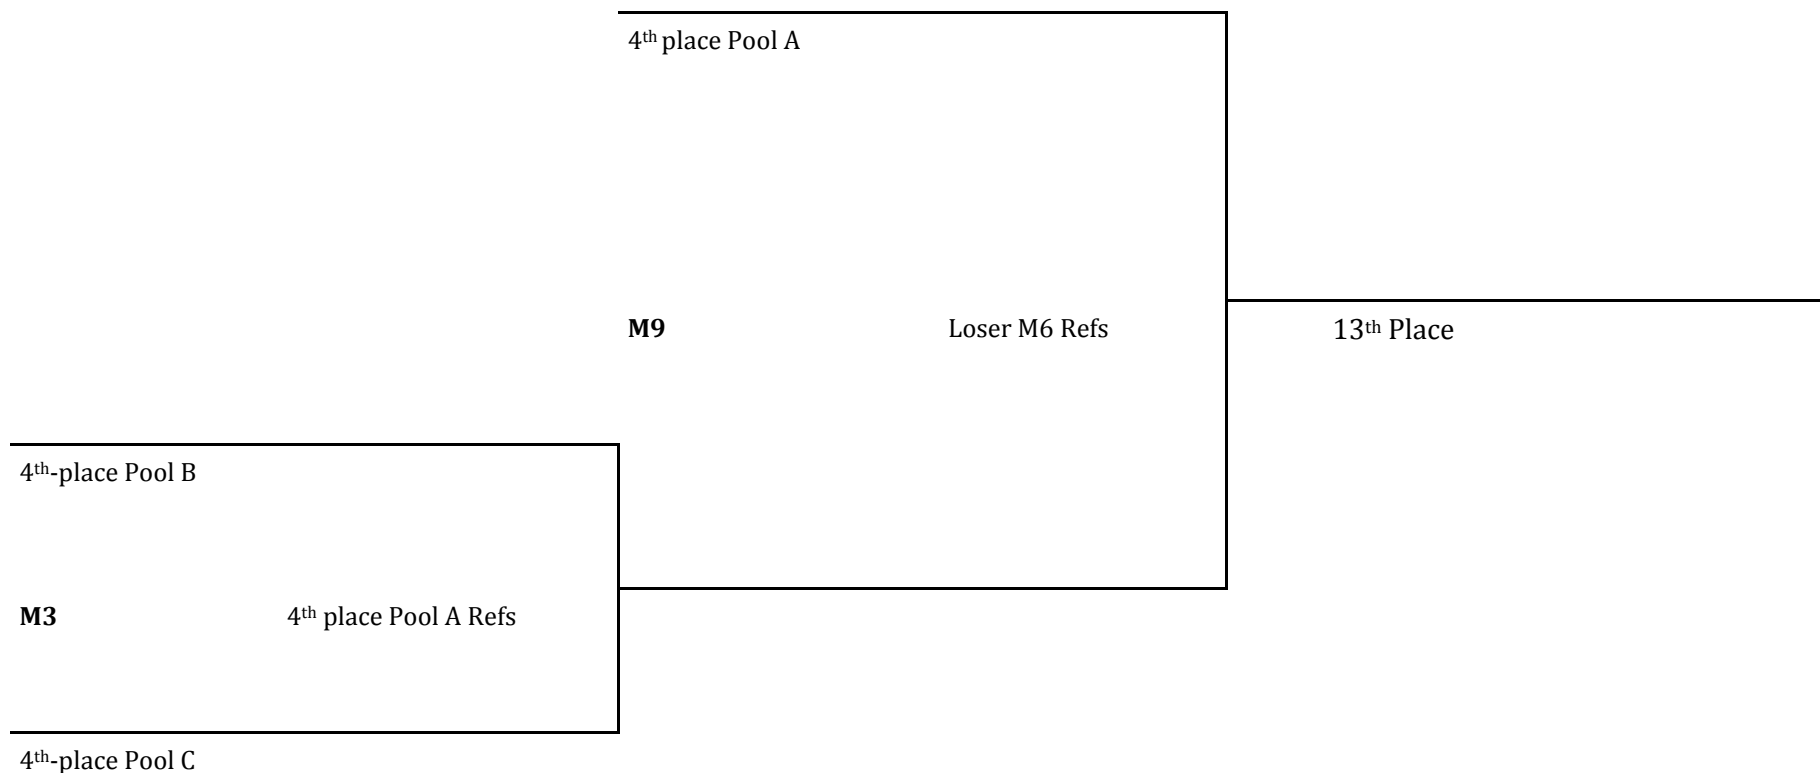 4th place Pool A
M9 Loser M6 Refs 13th Place
4th-place Pool B
M3 4th place Pool A Refs
4th-place Pool C